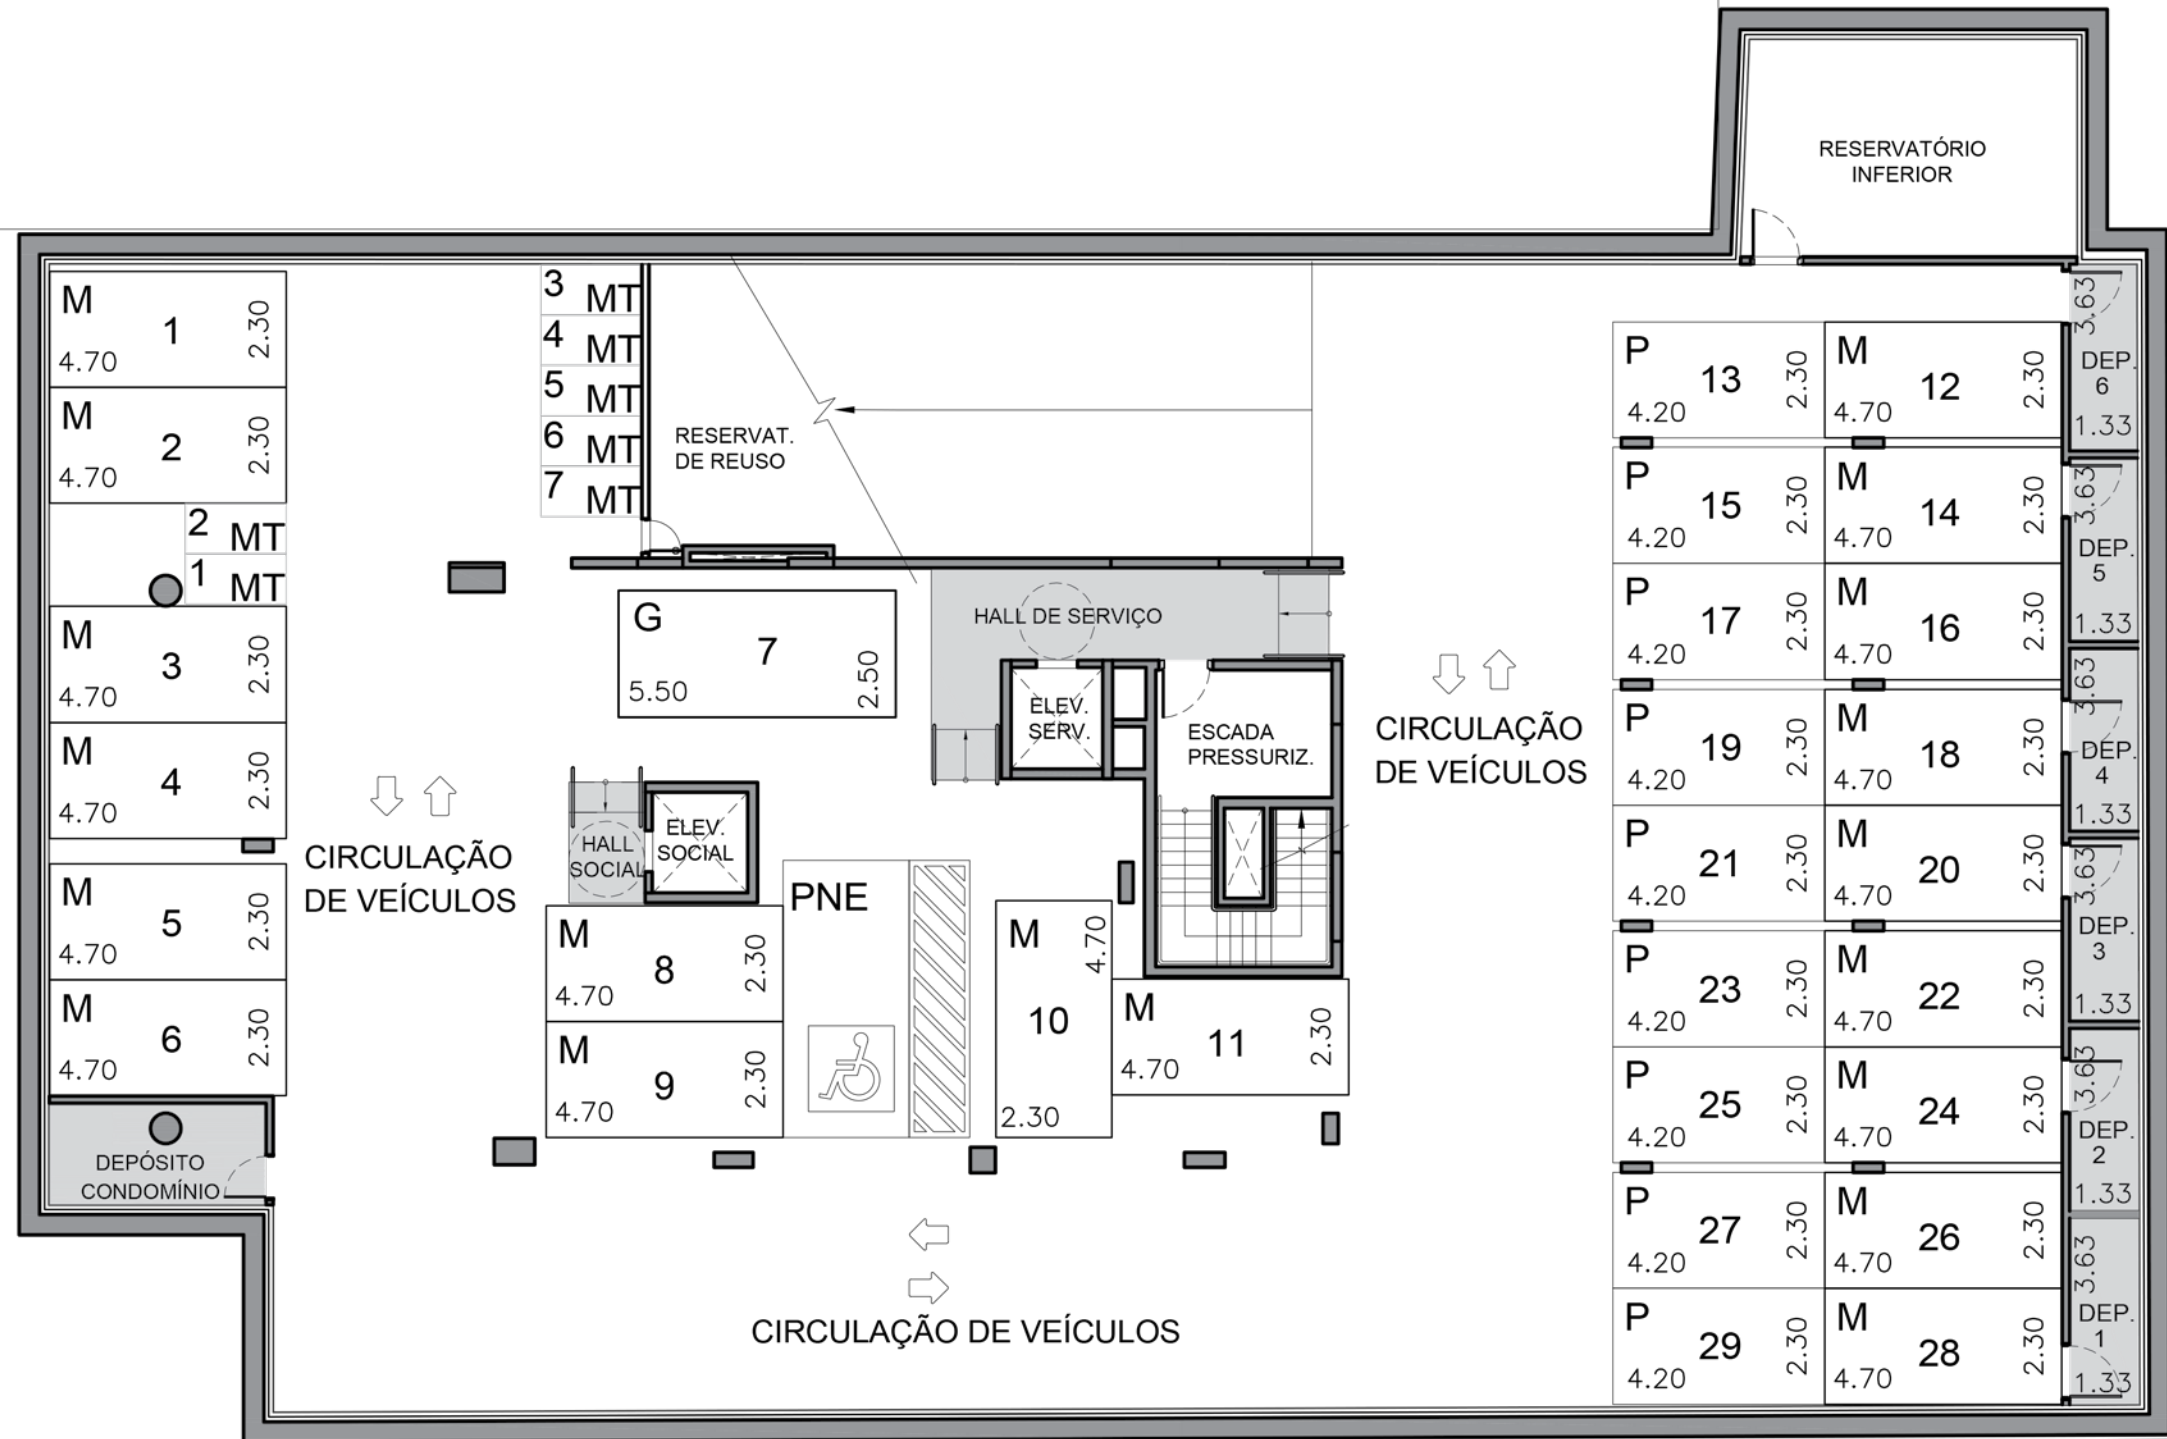 RESERVATÓRIO
INFERIOR
M
1
2.30
4.70
M
2
2.30
4.70
2 MT
1 MT
M
3
2.30
4.70
M
4
2.30
4.70
M
5
2.30
4.70
M
6
2.30
4.70
DEPÓSITO
CONDOMÍNIO
CIRCULAÇÃO
DE VEÍCULOS
3 MT
4 MT
5 MT
6 MT
7 MT
RESERVAT.
DE REUSO
G
7
5.50
2.50
HALL DE SERVIÇO
ELEV.
SERV.
ESCADA
PRESSURIZ.
HALL
SOCIAL
ELEV.
SOCIAL
PNE
M
8
2.30
4.70
M
9
2.30
4.70
M
4.70
10
2.30
M
11
2.30
4.70
CIRCULAÇÃO
DE VEÍCULOS
CIRCULAÇÃO DE VEÍCULOS
P
13
2.30
4.20
M
12
2.30
4.70
P
15
2.30
4.20
M
14
2.30
4.70
P
17
2.30
4.20
M
16
2.30
4.70
P
19
2.30
4.20
M
18
2.30
4.70
P
21
2.30
4.20
M
20
2.30
4.70
P
23
2.30
4.20
M
22
2.30
4.70
P
25
2.30
4.20
M
24
2.30
4.70
P
27
2.30
4.20
M
26
2.30
4.70
P
29
2.30
4.20
M
28
2.30
4.70
3.63
DEP.
6
1.33
3.63
DEP.
5
1.33
3.63
DEP.
4
1.33
3.63
DEP.
3
1.33
3.63
DEP.
2
1.33
3.63
DEP.
1
1.33